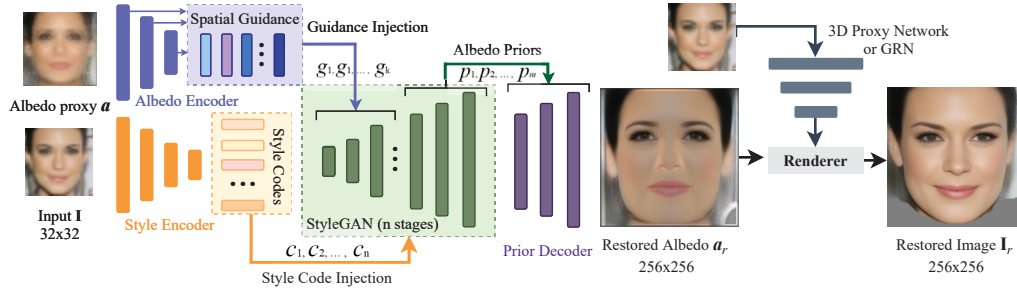 Spatial Guidance
Guidance Injection
g1,g1,..., gk
Albedo Priors
p1,p2,..., pm
3D Proxy Network
or GRN
Albedo proxy a
Albedo Encoder
Style Codes
Input I
32x32
Style Encoder
StyleGAN (n stages)
c1,c2,..., cn
Style Code Injection
Prior Decoder
Restored Albedo ar
256x256
Renderer
Restored Image Ir
256x256